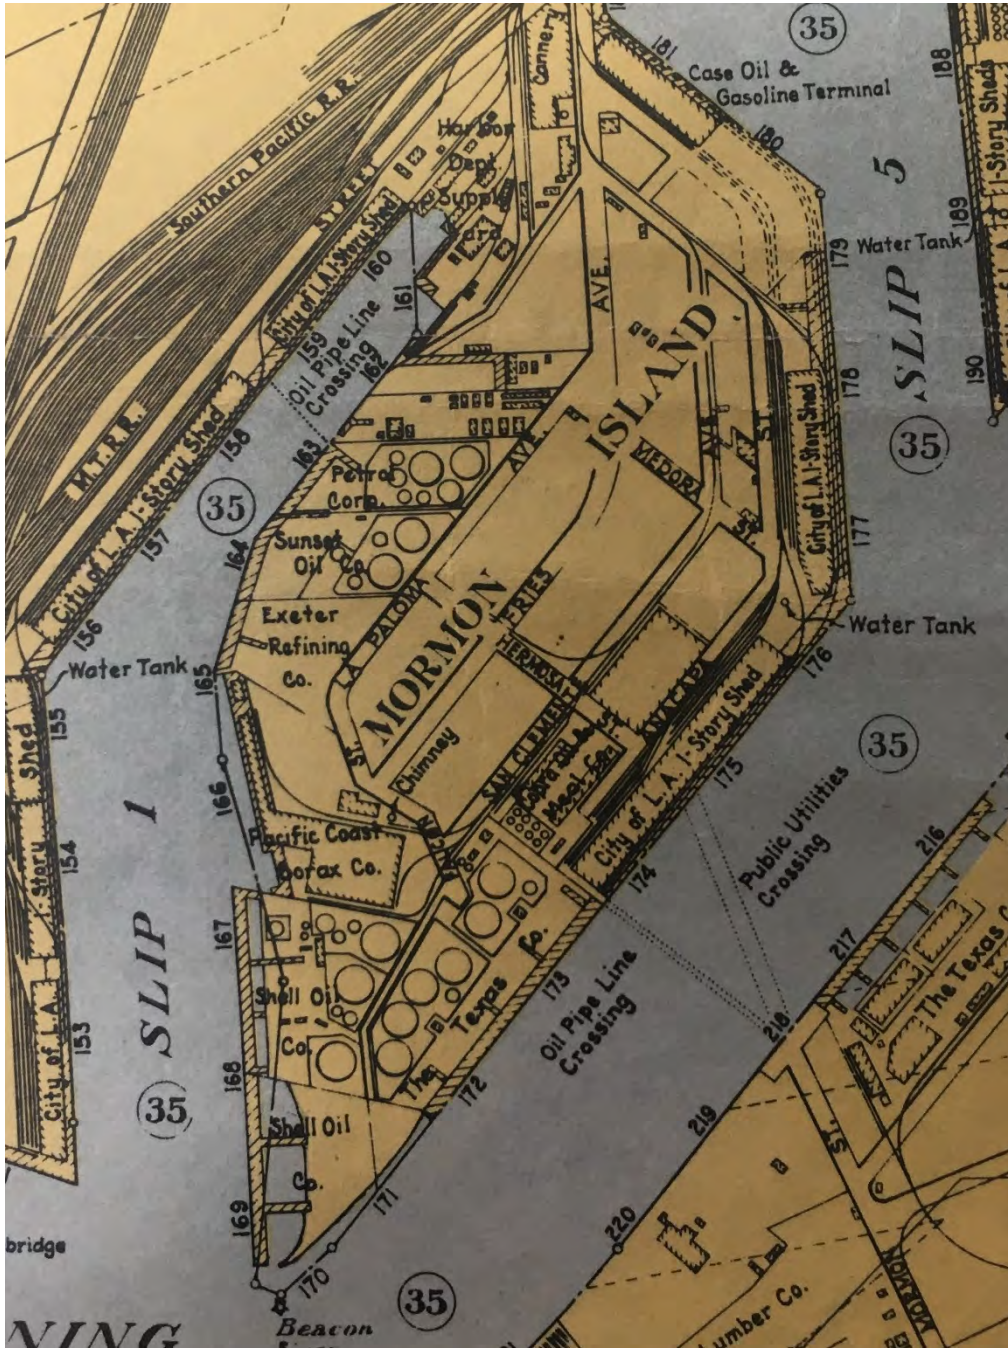 35
181
Case Oil &
Gasoline Terminal
180
Cannery
188
Southern Pacific R.R.
Harbor
Dept
Supply
Yard
STREET
City of L.A. 1-Story Shed
160
161
159
Oil Pipe Line
Crossing
162
189
Water Tank
179
SLIP 5
190
178
AVE.
MORMON ISLAND
M.T.R.R.
158
City of L.A. 1-Story Shed
157
156
163
Petrol
Corp.
35
164
Sunset
Oil Co.
Exeter
Refining
Co.
165
LA PALOMA
AVE.
MEDORA
ST.
AVE.
ST.
City of L.A. 1-Story Shed
177
35
Water Tank
176
Water Tank
155
Shed
1-Story
154
City of L.A.
153
HERMOSA
ST.
SAN CLEMENTE
Chimney
ST.
166
Pacific Coast
Borax Co.
City of L.A. 1-Story Shed
175
35
174
Public Utilities
Crossing
216
217
218
The Texas
SLIP 1
167
Shell Oil
Co.
The Texas Co.
173
Oil Pipe Line
Crossing
172
168
Shell Oil
Co.
35
169
171
170
219
220
ST.
MORMON
bridge
35
Beacon
NING
umber Co.